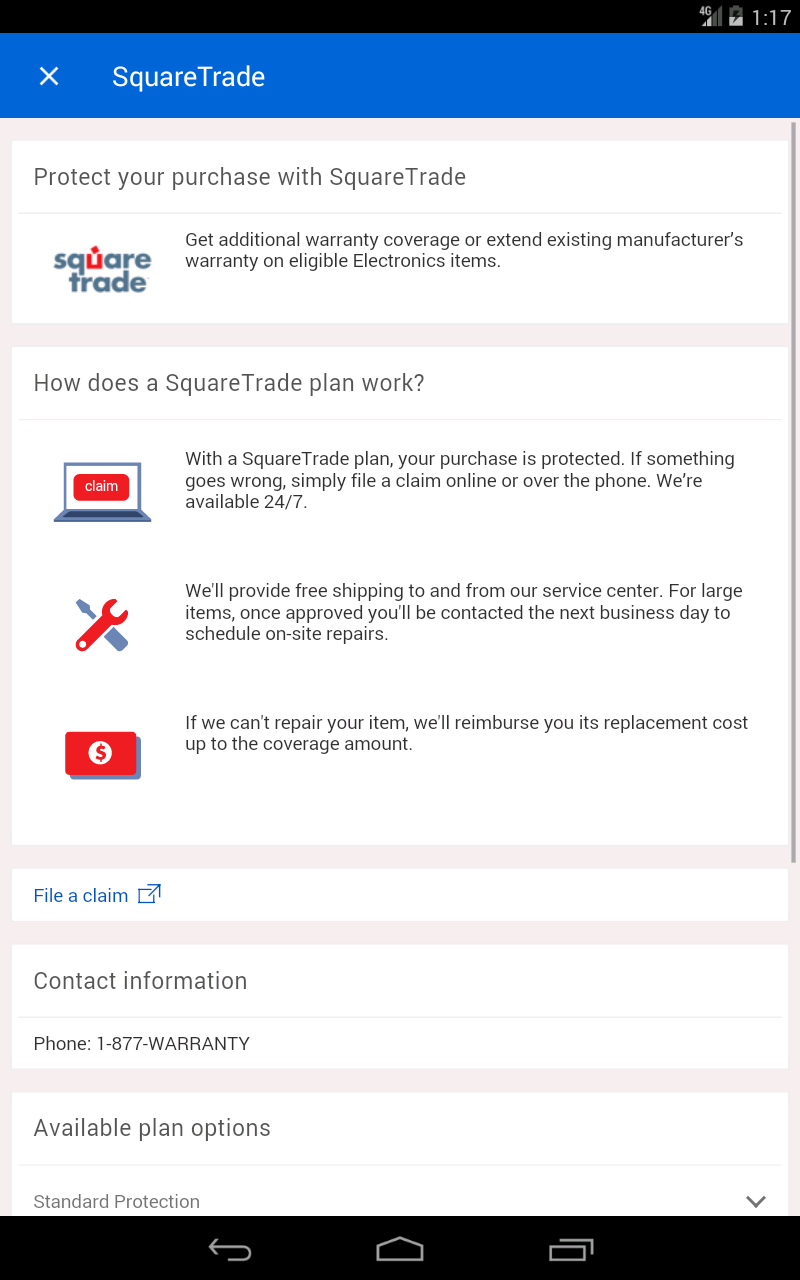 4G 1:17
SquareTrade
Protect your purchase with SquareTrade
square
trade
Get additional warranty coverage or extend existing manufacturer’s
warranty on eligible Electronics items.
How does a SquareTrade plan work?
claim
With a SquareTrade plan, your purchase is protected. If something
goes wrong, simply file a claim online or over the phone. We’re
available 24/7.
We'll provide free shipping to and from our service center. For large
items, once approved you'll be contacted the next business day to
schedule on-site repairs.
$
If we can't repair your item, we'll reimburse you its replacement cost
up to the coverage amount.
File a claim
Contact information
Phone: 1-877-WARRANTY
Available plan options
Standard Protection